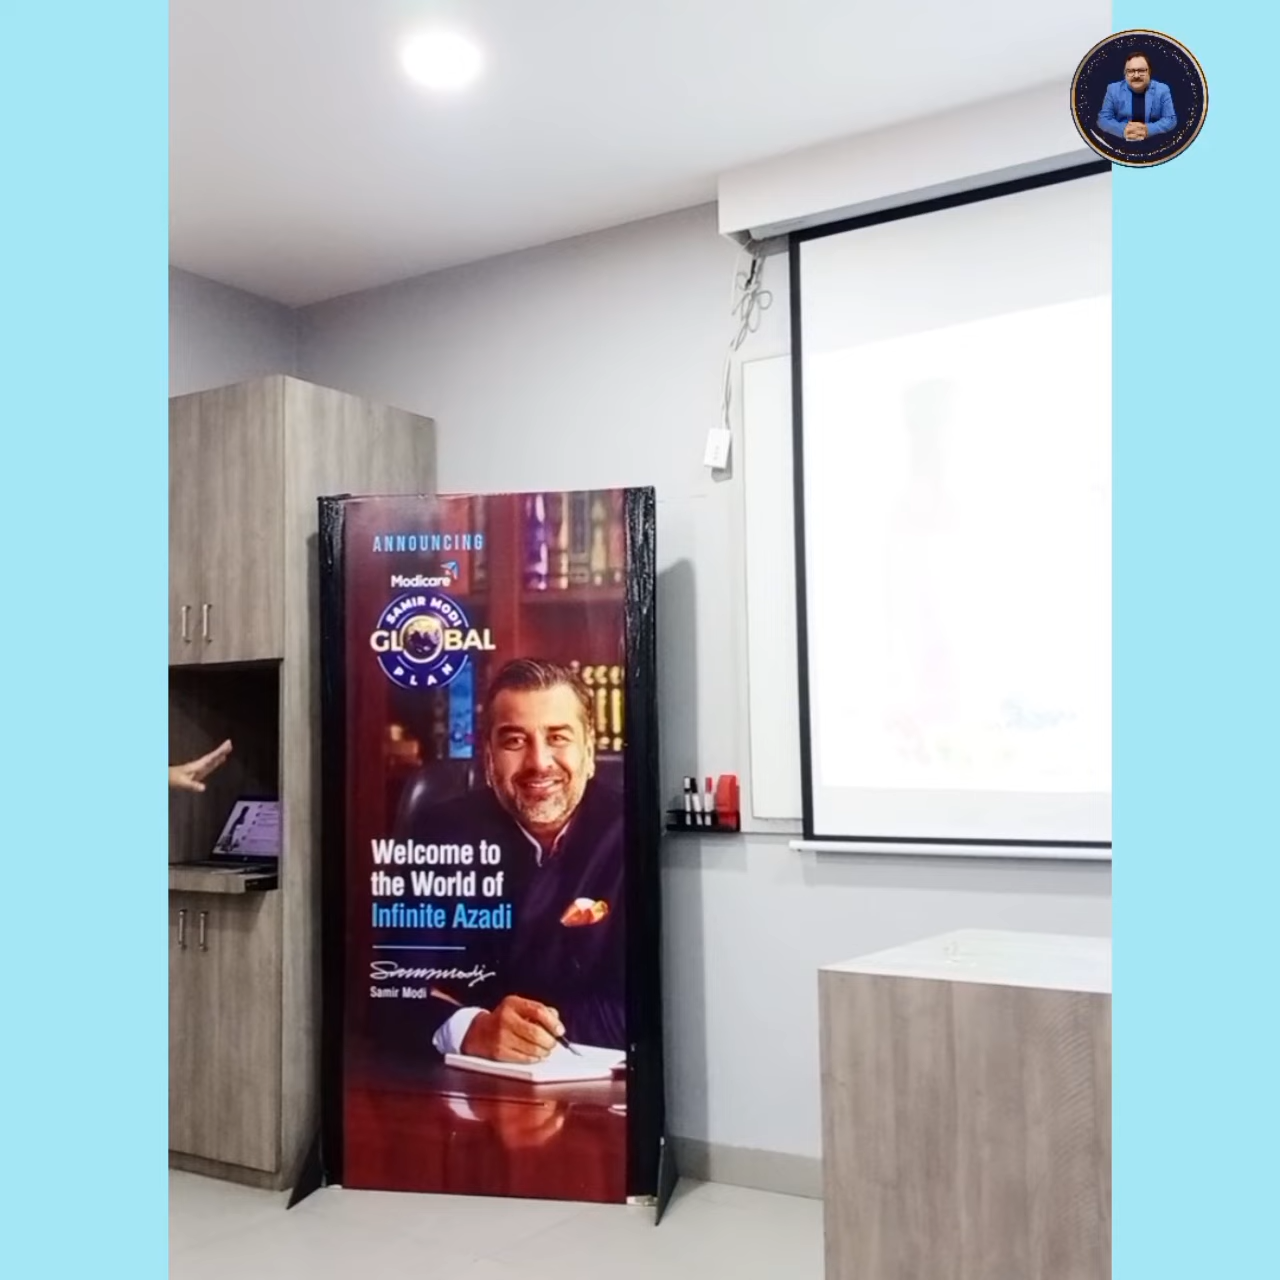 ANNOUNCING
Modicare
SAMIR MODI
GLOBAL
PLAN
Welcome to
the World of
Infinite Azadi
Samir Modi